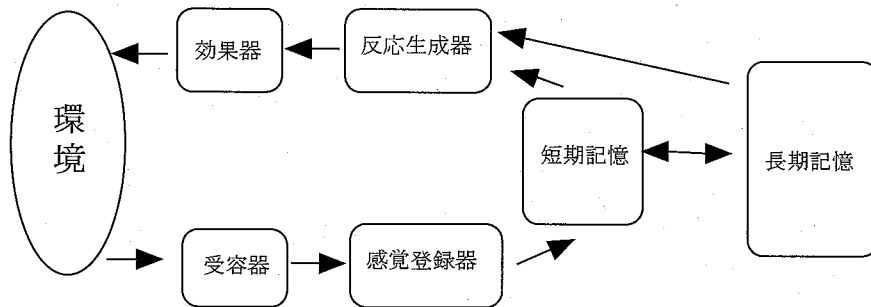 効果器
反応生成器
環境
短期記憶
長期記憶
受容器
感覚登録器